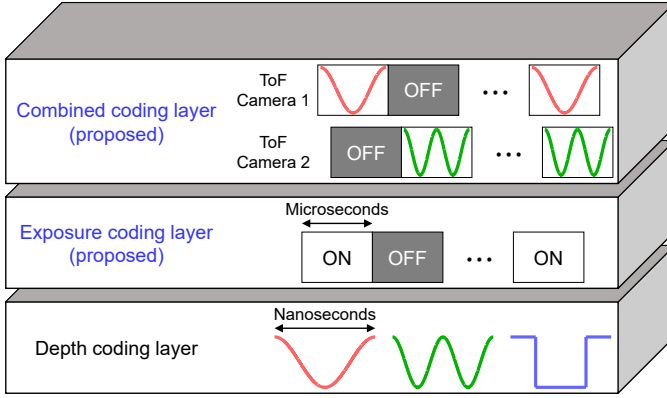 Combined coding layer
(proposed)
ToF
Camera 1
OFF
...
ToF
Camera 2
OFF
...
Exposure coding layer
(proposed)
Microseconds
ON
OFF
...
ON
Depth coding layer
Nanoseconds